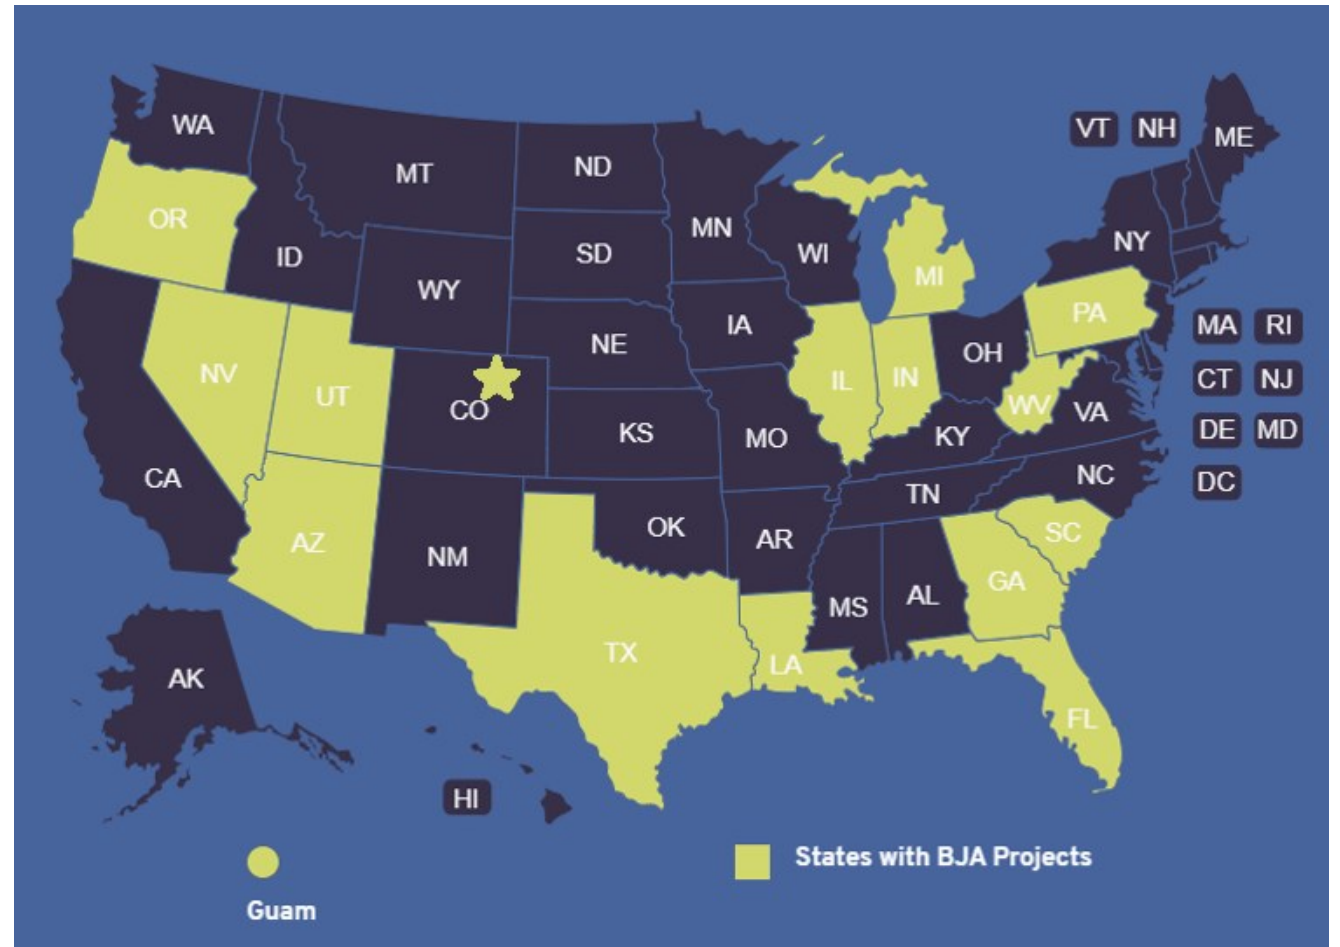 VT NH
WA
ME
MT
ND
OR
MN
NY
ID
SD
WI
MI
WY
PA
IA
MA RI
NE
OH
NV
IL
IN
CT NJ
UT
CO
WV
VA
KS
MO
KY
DE MD
CA
NC
DC
TN
OK
SC
AZ
AR
NM
GA
AL
MS
TX
LA
AK
FL
HI
States with BJA Projects
Guam